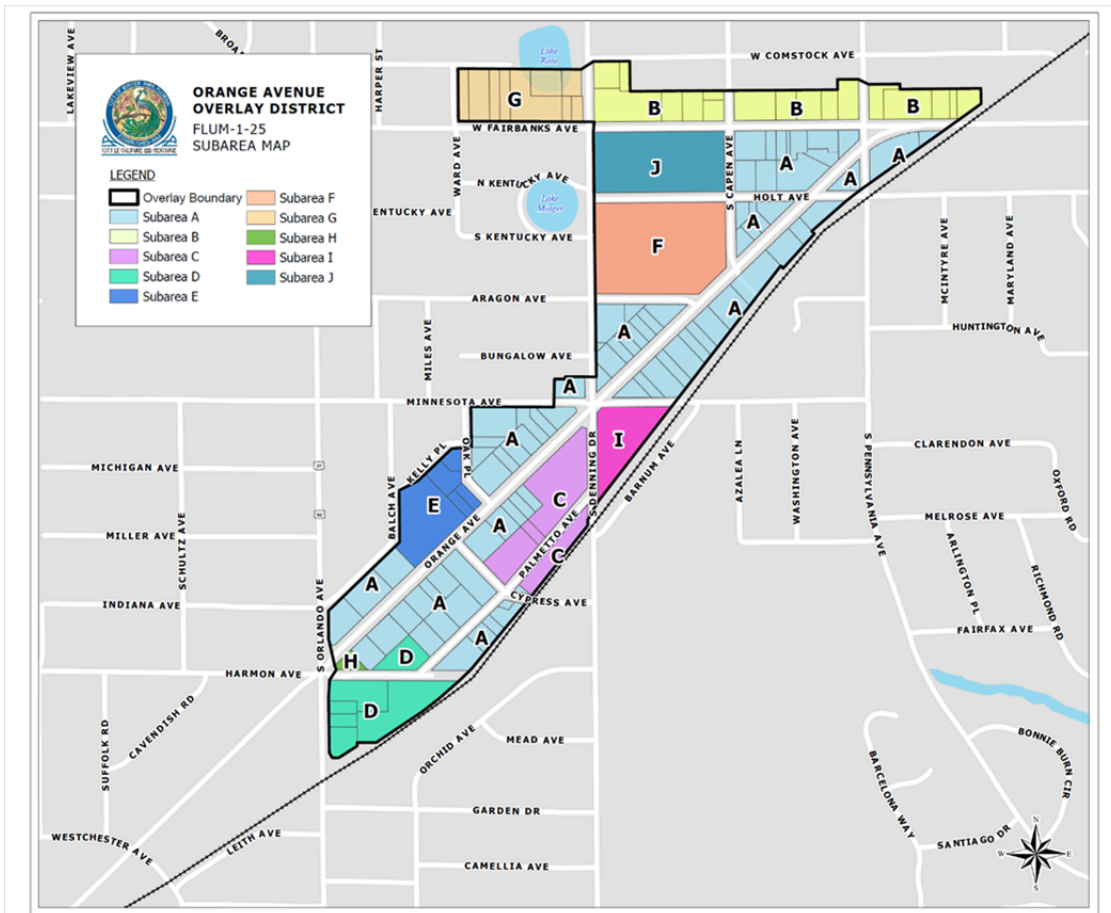 LAKEVIEW AVE
HARPER ST
Lake
Rose
W COMSTOCK AVE
ORANGE AVENUE
OVERLAY DISTRICT
FLUM-1-25
SUBAREA MAP
CITY OF CULTURE AND HERITAGE
LEGEND
Overlay Boundary
Subarea A
Subarea B
Subarea C
Subarea D
Subarea E
Subarea F
Subarea G
Subarea H
Subarea I
Subarea J
G
B
B
B
W FAIRBANKS AVE
WARD AVE
N KENTUCKY AVE
J
S CAPEN AVE
A
A
A
HOLT AVE
Lake
Midget
ENTUCKY AVE
S KENTUCKY AVE
F
A
MCINTYRE AVE
MARYLAND AVE
ARAGON AVE
A
A
HUNTINGTON AVE
MILES AVE
BUNGALOW AVE
A
MINNESOTA AVE
A
OAK PL
KELLY PL
I
S DENNING DR
BARNUM AVE
AZALEA LN
WASHINGTON AVE
S PENNSYLVANIA AVE
CLARENDON AVE
OXFORD RD
MICHIGAN AVE
BALCH AVE
E
C
A
ORANGE AVE
PALMETTO AVE
C
MELROSE AVE
MILLER AVE
SCHULTZ AVE
ARLINGTON PL
RICHMOND RD
A
A
CYPRESS AVE
INDIANA AVE
S ORLANDO AVE
A
FAIRFAX AVE
H
D
HARMON AVE
D
SUFFOLK RD
CAVENDISH RD
ORCHID AVE
MEAD AVE
BARCELONA WAY
BONNIE BURN CIR
GARDEN DR
WESTCHESTER AVE
LEITH AVE
SANTIAGO DR
CAMELLIA AVE
N
W
E
S